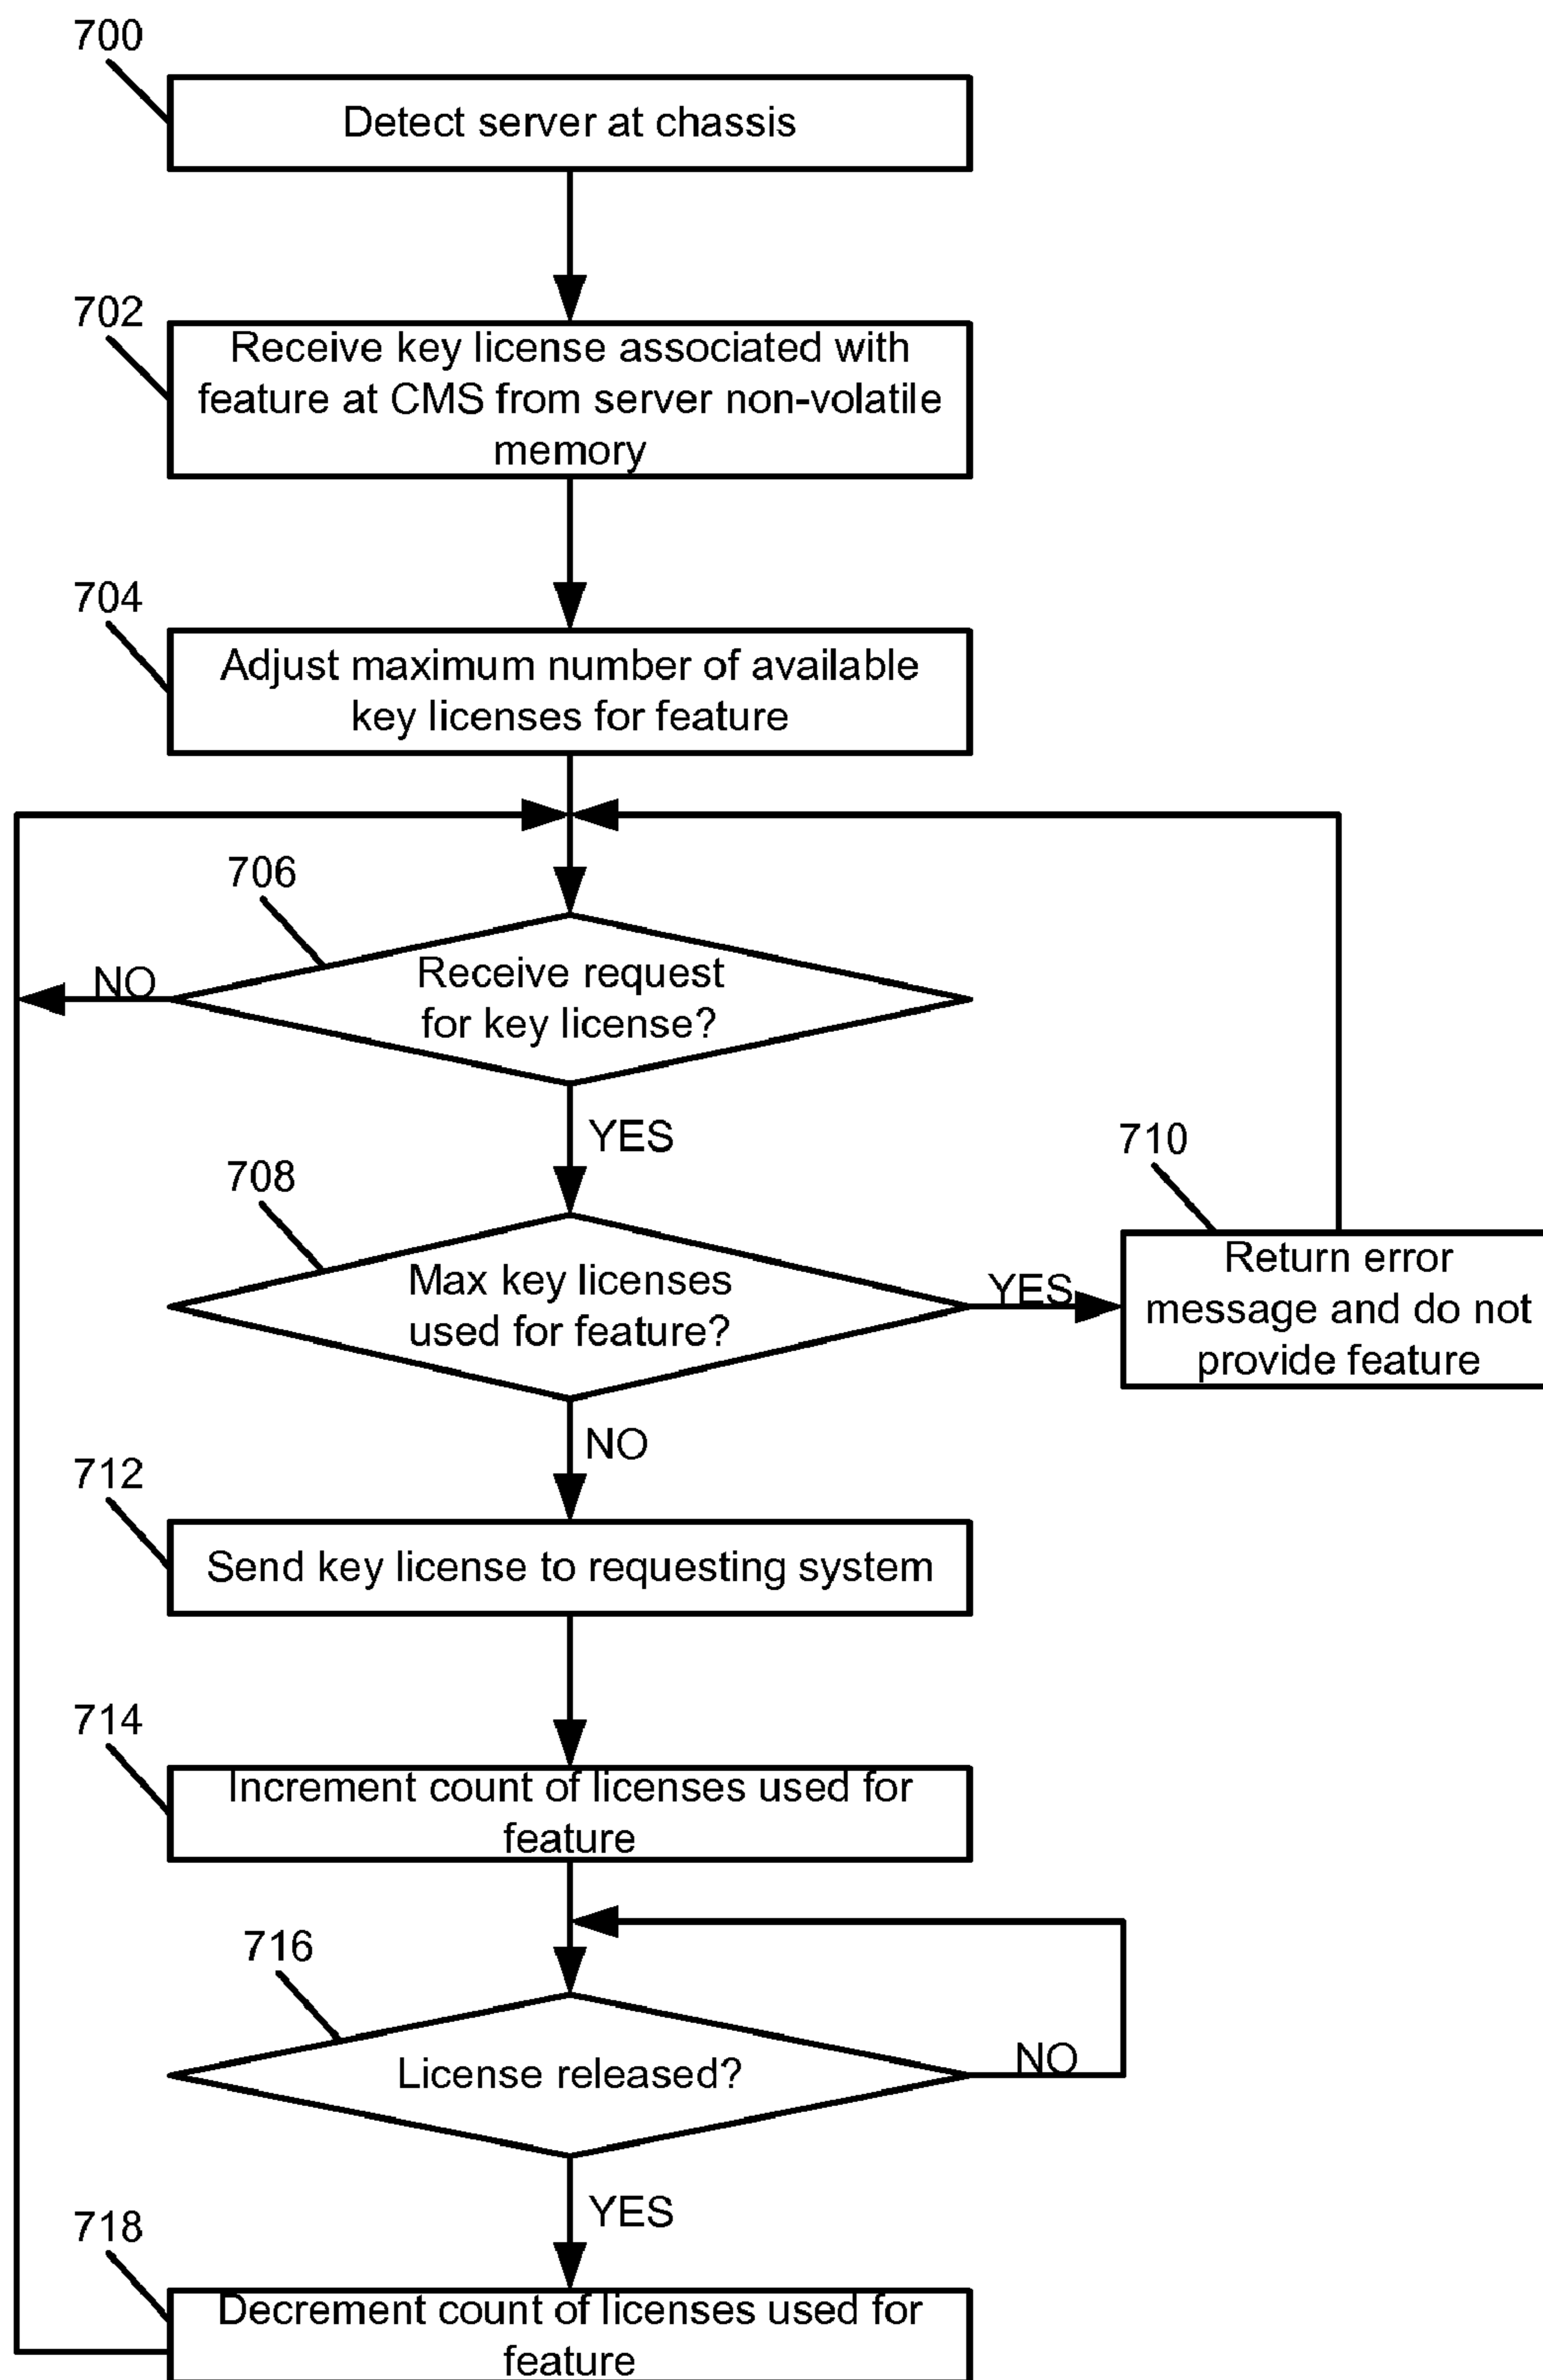 700
Detect server at chassis
702
Receive key license associated with
feature at CMS from server non-volatile
memory
704
Adjust maximum number of available
key licenses for feature
706
Receive request
for key license?
NO
YES
708
Max key licenses
used for feature?
YES
710
Return error
message and do not
provide feature
NO
712
Send key license to requesting system
714
Increment count of licenses used for
feature
716
License released?
NO
YES
718
Decrement count of licenses used for
feature